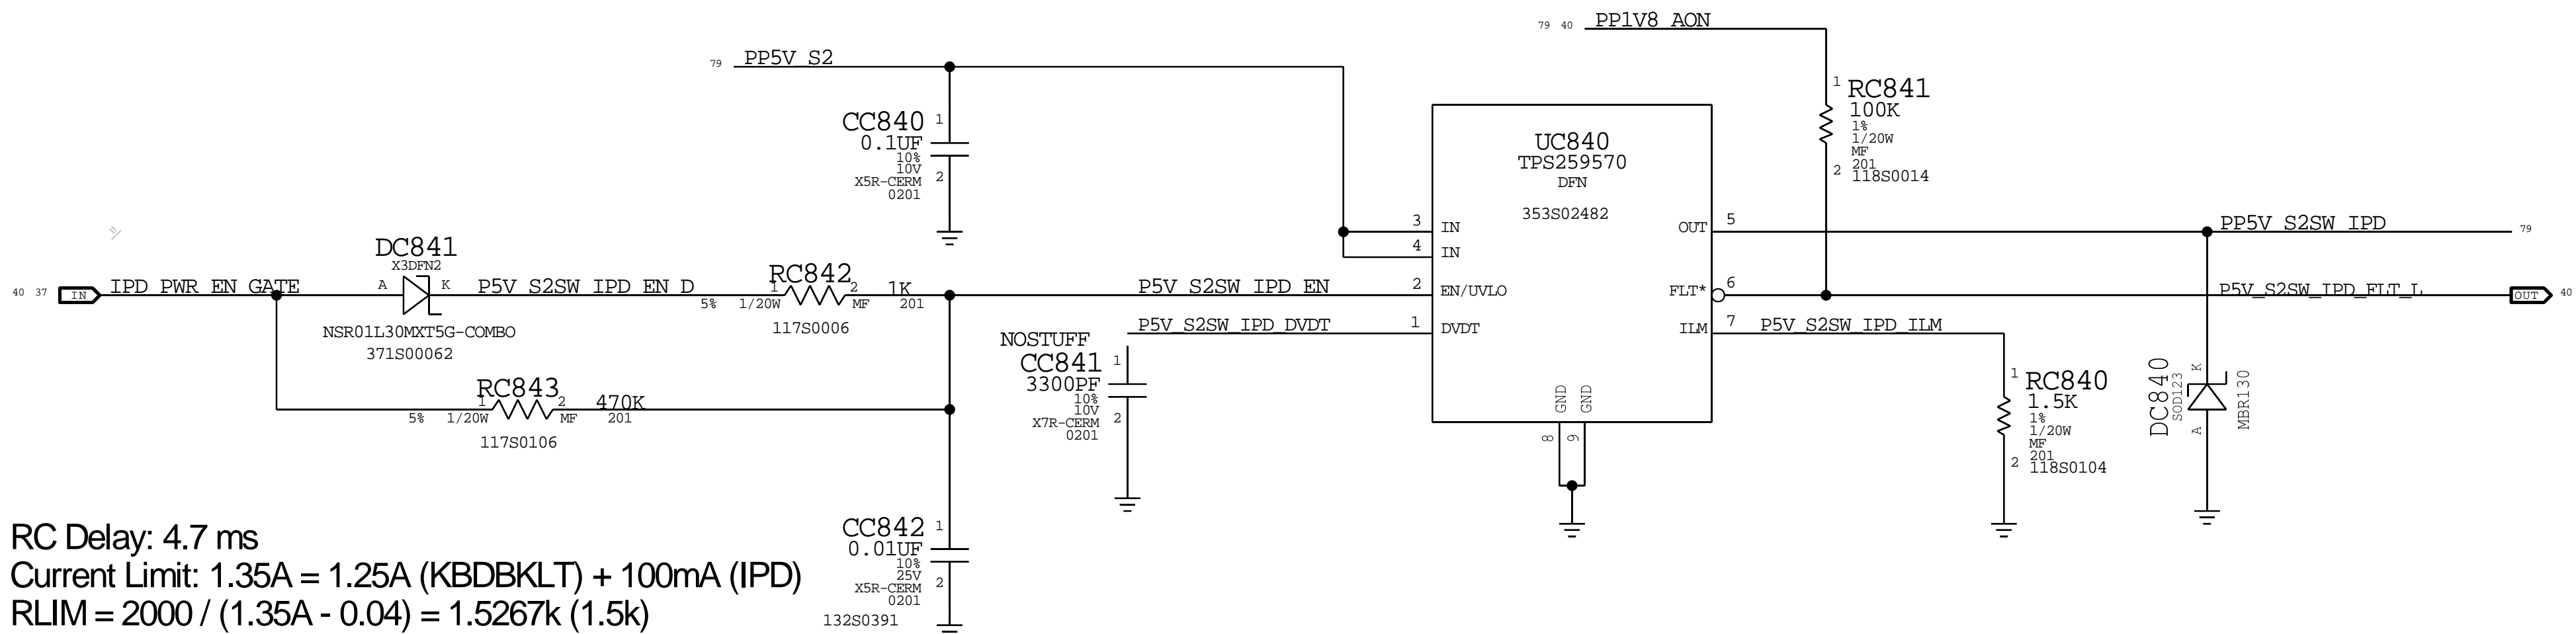 79 40 PP1V8_AON
79 PP5V_S2
1
RC841
100K
1%
1/20W
MF
201
2
118S0014
CC840
1
0.1UF
10%
10V
X5R-CERM
2
0201
UC840
TPS259570
DFN
353S02482
3 IN
4 IN
2 EN/UVLO
1 DVDT
OUT 5
FLT* 6
ILM 7
GND GND
8 9
PP5V_S2SW_IPD 79
P5V_S2SW_IPD_FLT_L OUT 40
P5V_S2SW_IPD_ILM
DC841
X3DFN2
40 37 IN IPD_PWR_EN_GATE A K P5V_S2SW_IPD_EN_D
NSR01L30MXT5G-COMBO
371S00062
RC842
1 2 1K
5% 1/20W MF 201
117S0006
P5V_S2SW_IPD_EN
P5V_S2SW_IPD_DVDT
RC843
1 2 470K
5% 1/20W MF 201
117S0106
NOSTUFF
CC841
1
3300PF
10%
10V
2
X7R-CERM
0201
1
RC840
1.5K
1%
1/20W
MF
201
2
118S0104
DC840
SOD123
K
A
MBR130
CC842
1
0.01UF
10%
25V
2
X5R-CERM
0201
132S0391
RC Delay: 4.7 ms
Current Limit: 1.35A = 1.25A (KBDBKLT) + 100mA (IPD)
RLIM = 2000 / (1.35A - 0.04) = 1.5267k (1.5k)